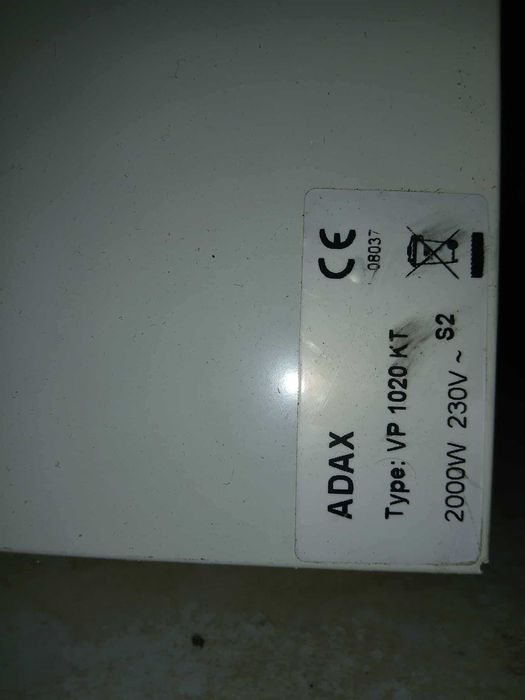 ADAX
CE
Type: VP 1020 KT
08037
2000W 230V ~ S2